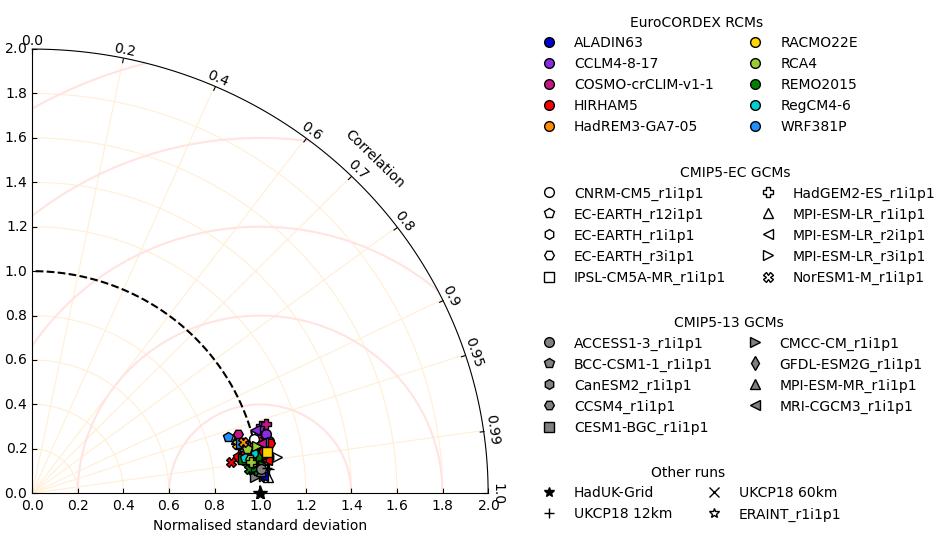 EuroCORDEX RCMs
ALADIN63
RACMO22E
CCLM4-8-17
RCA4
COSMO-crCLIM-v1-1
REMO2015
HIRHAM5
RegCM4-6
HadREM3-GA7-05
WRF381P
CMIP5-EC GCMs
CNRM-CM5_r1i1p1
HadGEM2-ES_r1i1p1
EC-EARTH_r12i1p1
MPI-ESM-LR_r1i1p1
EC-EARTH_r1i1p1
MPI-ESM-LR_r2i1p1
EC-EARTH_r3i1p1
MPI-ESM-LR_r3i1p1
IPSL-CM5A-MR_r1i1p1
NorESM1-M_r1i1p1
CMIP5-13 GCMs
ACCESS1-3_r1i1p1
CMCC-CM_r1i1p1
BCC-CSM1-1_r1i1p1
GFDL-ESM2G_r1i1p1
CanESM2_r1i1p1
MPI-ESM-MR_r1i1p1
CCSM4_r1i1p1
MRI-CGCM3_r1i1p1
CESM1-BGC_r1i1p1
Other runs
HadUK-Grid
UKCP18 60km
UKCP18 12km
ERAINT_r1i1p1
2.0
1.8
1.6
1.4
1.2
1.0
0.8
0.6
0.4
0.2
0.0
0.0
0.2
0.4
0.6
0.7
0.8
0.9
0.95
0.99
1.0
Correlation
0.0
0.2
0.4
0.6
0.8
1.0
1.2
1.4
1.6
1.8
2.0
Normalised standard deviation